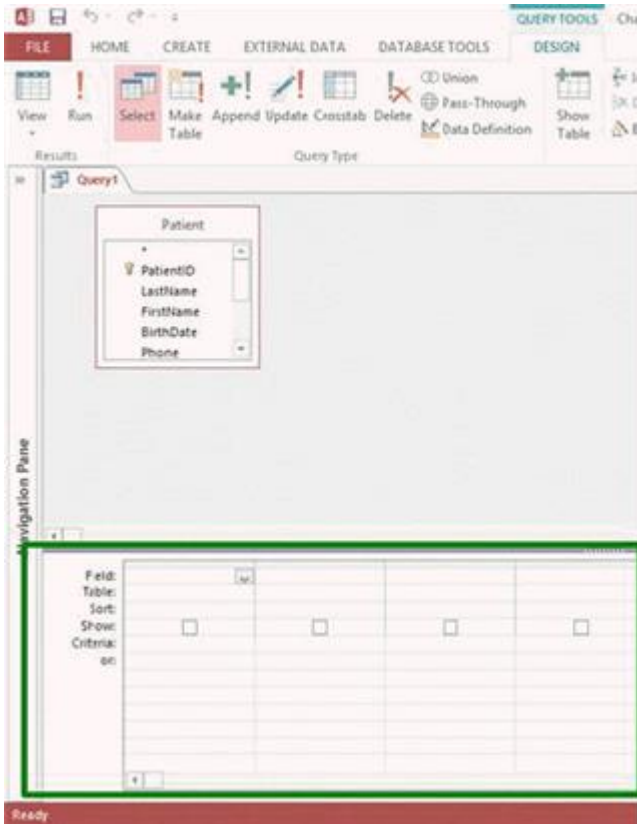 QUERY TOOLS Cha
FILE HOME CREATE EXTERNAL DATA DATABASE TOOLS DESIGN
View Run Select Make Table Append Update Crosstab Delete Union Pass-Through Data Definition Show Table
Results Query Type
Query1
Patient
*
PatientID
LastName
FirstName
BirthDate
Phone
Navigation Pane
Field:
Table:
Sort:
Show:
Criteria:
or:
Ready